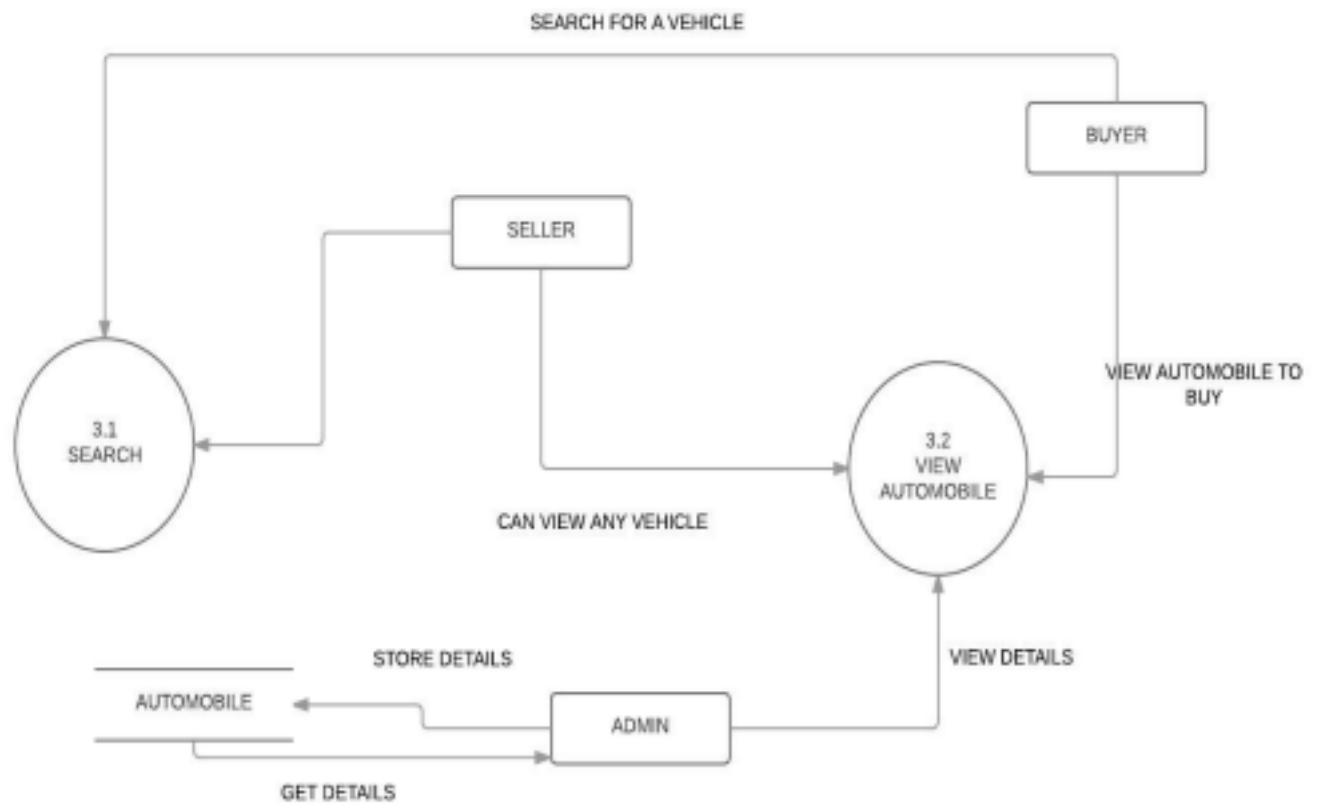 SEARCH FOR A VEHICLE
BUYER
SELLER
VIEW AUTOMOBILE TO
BUY
3.1
SEARCH
3.2
VIEW
AUTOMOBILE
CAN VIEW ANY VEHICLE
STORE DETAILS
VIEW DETAILS
AUTOMOBILE
ADMIN
GET DETAILS